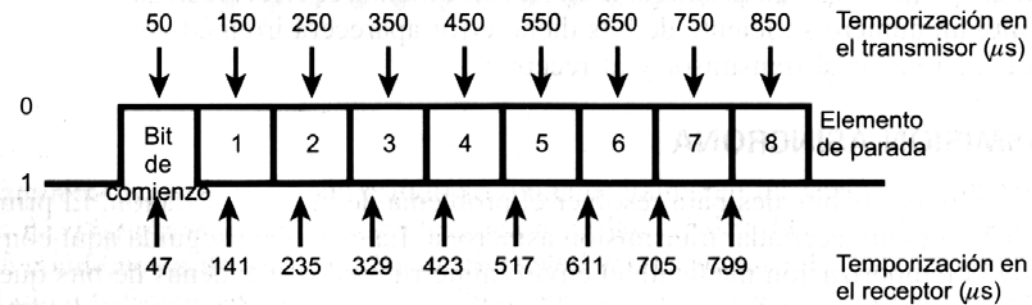 50 150 250 350 450 550 650 750 850
Temporización en
el transmisor (μs)
0
Bit
de
comienzo
1 2 3 4 5 6 7 8
Elemento
de parada
1
47 141 235 329 423 517 611 705 799
Temporización en
el receptor (μs)